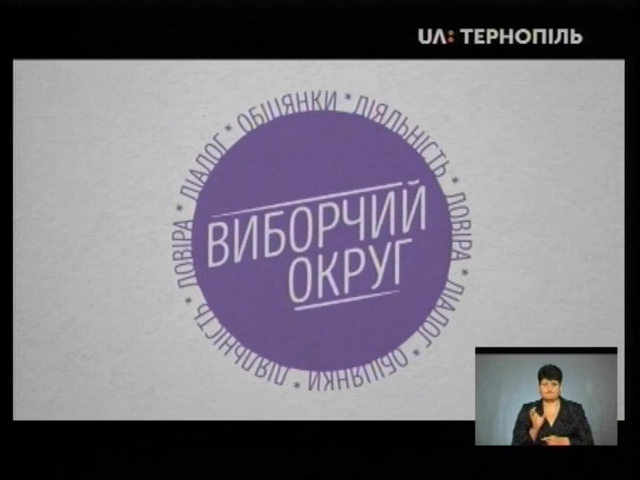 UA: ТЕРНОПІЛЬ
ДОВІРА * ДІАЛОГ * ОБІЦЯНКИ * ДІЯЛЬНІСТЬ * ДОВІРА * ДІАЛОГ * ОБІЦЯНКИ * ДІЯЛЬНІСТЬ *
ВИБОРЧИЙ
ОКРУГ